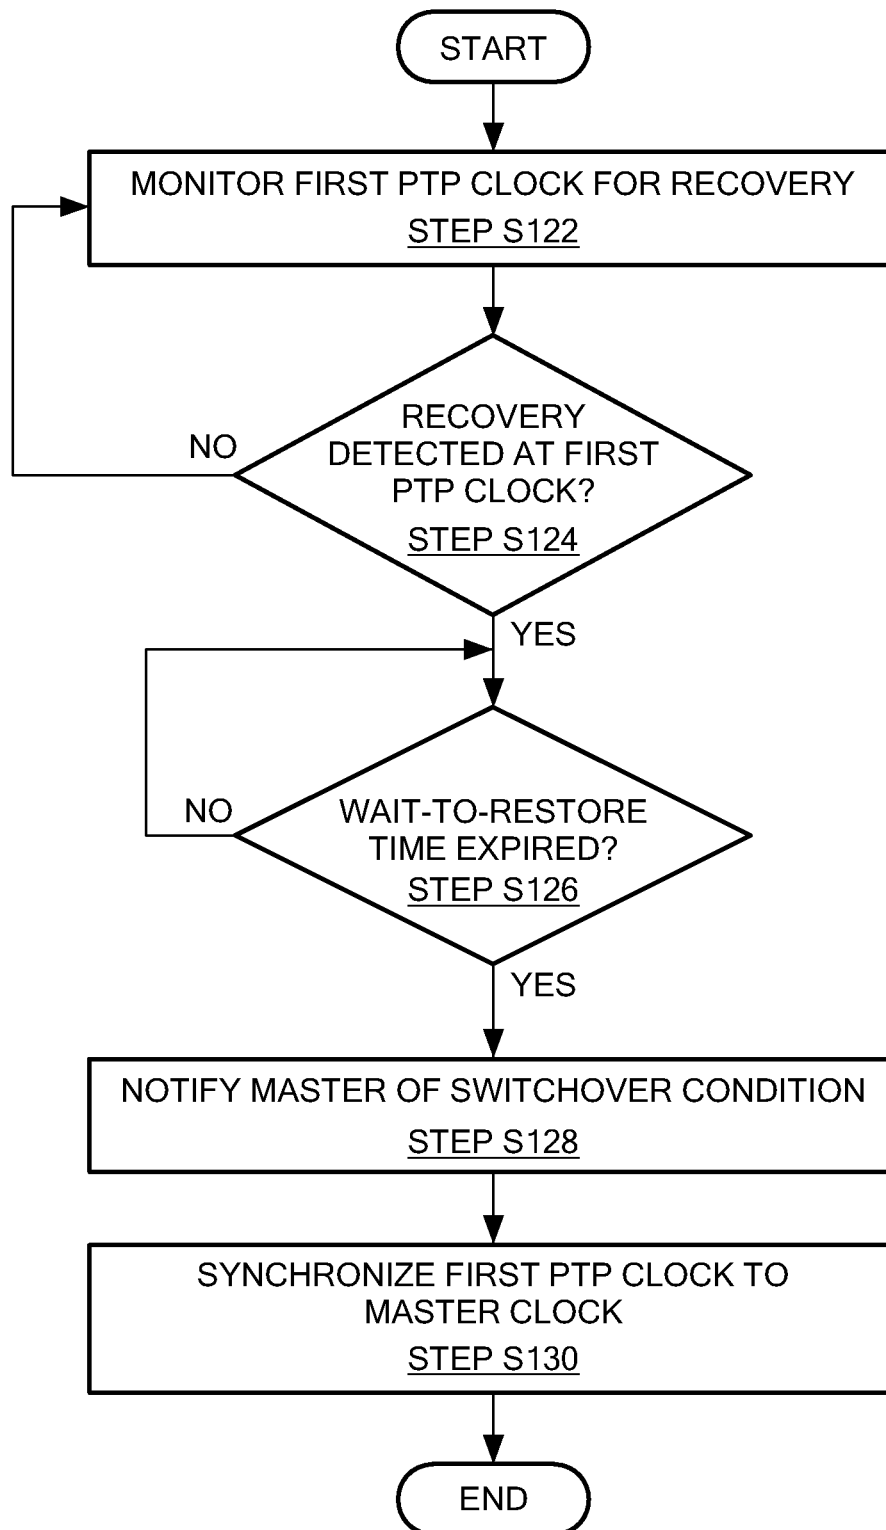 START
MONITOR FIRST PTP CLOCK FOR RECOVERY
STEP S122
RECOVERY
DETECTED AT FIRST
PTP CLOCK?
STEP S124
NO
YES
WAIT-TO-RESTORE
TIME EXPIRED?
STEP S126
NO
YES
NOTIFY MASTER OF SWITCHOVER CONDITION
STEP S128
SYNCHRONIZE FIRST PTP CLOCK TO
MASTER CLOCK
STEP S130
END